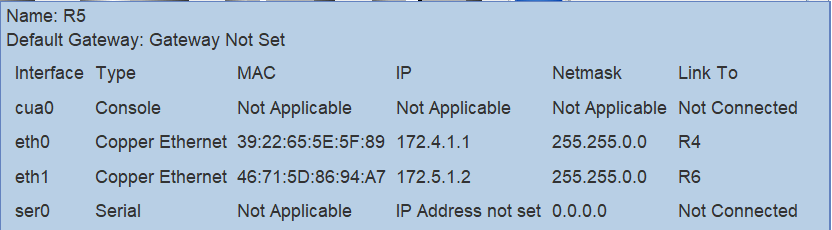 Name: R5
Default Gateway: Gateway Not Set
Interface Type MAC IP Netmask Link To
cua0 Console Not Applicable Not Applicable Not Applicable Not Connected
eth0 Copper Ethernet 39:22:65:5E:5F:89 172.4.1.1 255.255.0.0 R4
eth1 Copper Ethernet 46:71:5D:86:94:A7 172.5.1.2 255.255.0.0 R6
ser0 Serial Not Applicable IP Address not set 0.0.0.0 Not Connected